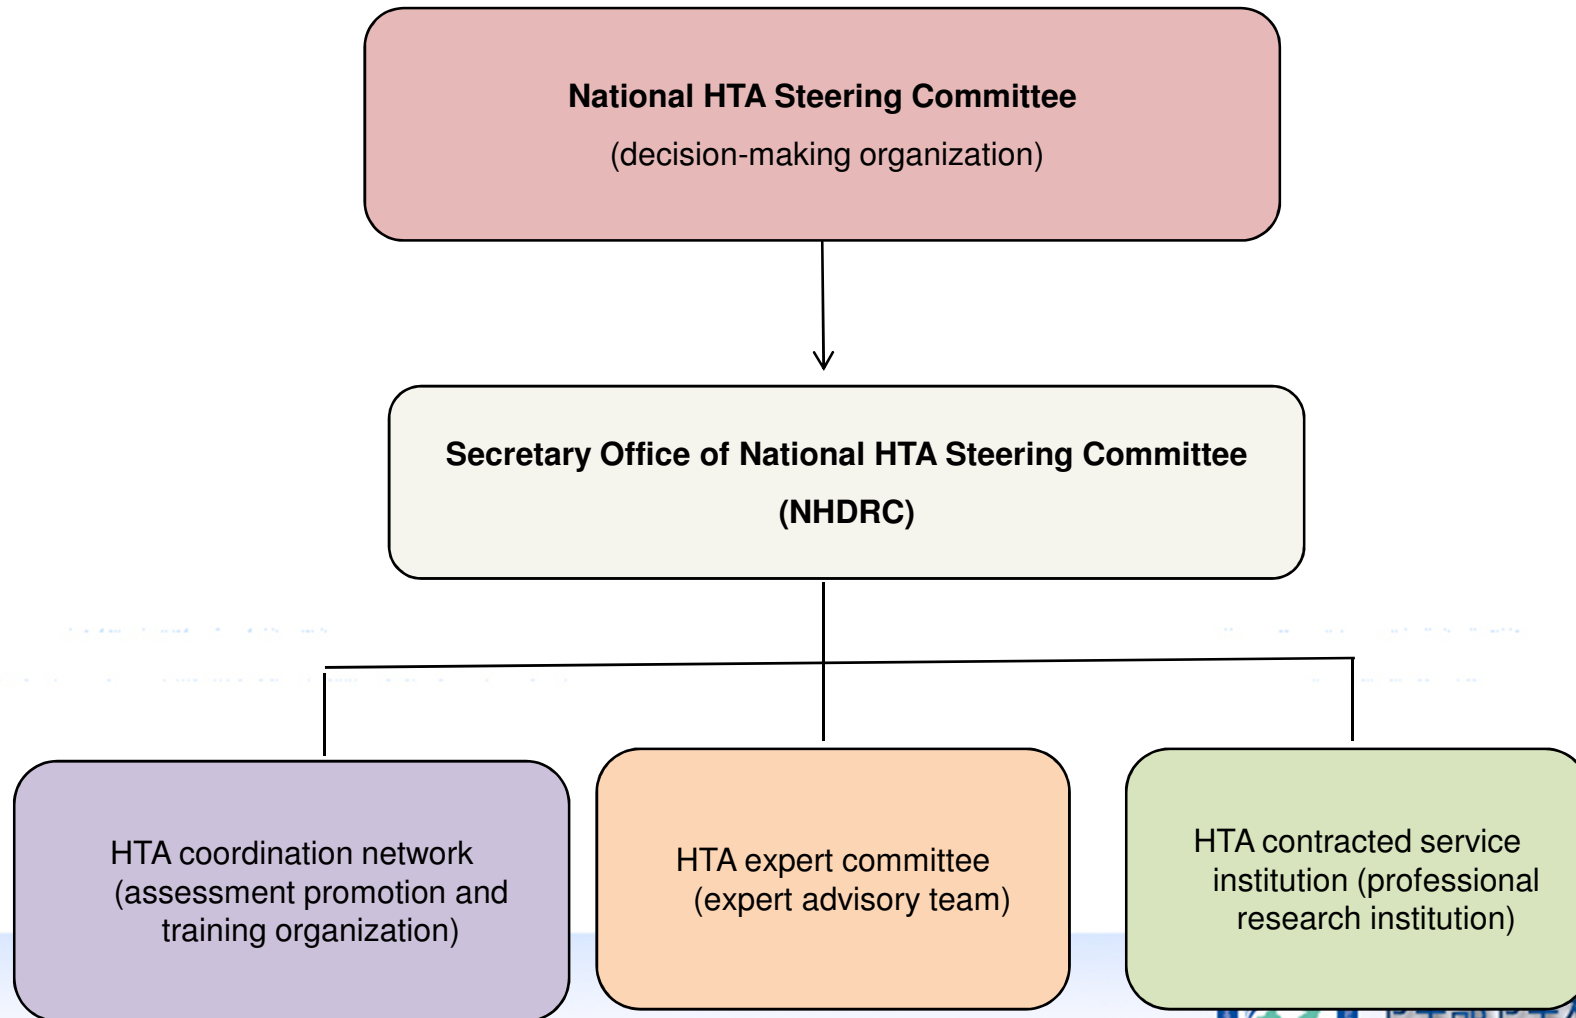 National HTA Steering Committee
(decision-making organization)
Secretary Office of National HTA Steering Committee
(NHDRC)
HTA coordination network
(assessment promotion and
training organization)
HTA expert committee
(expert advisory team)
HTA contracted service
institution (professional
research institution)